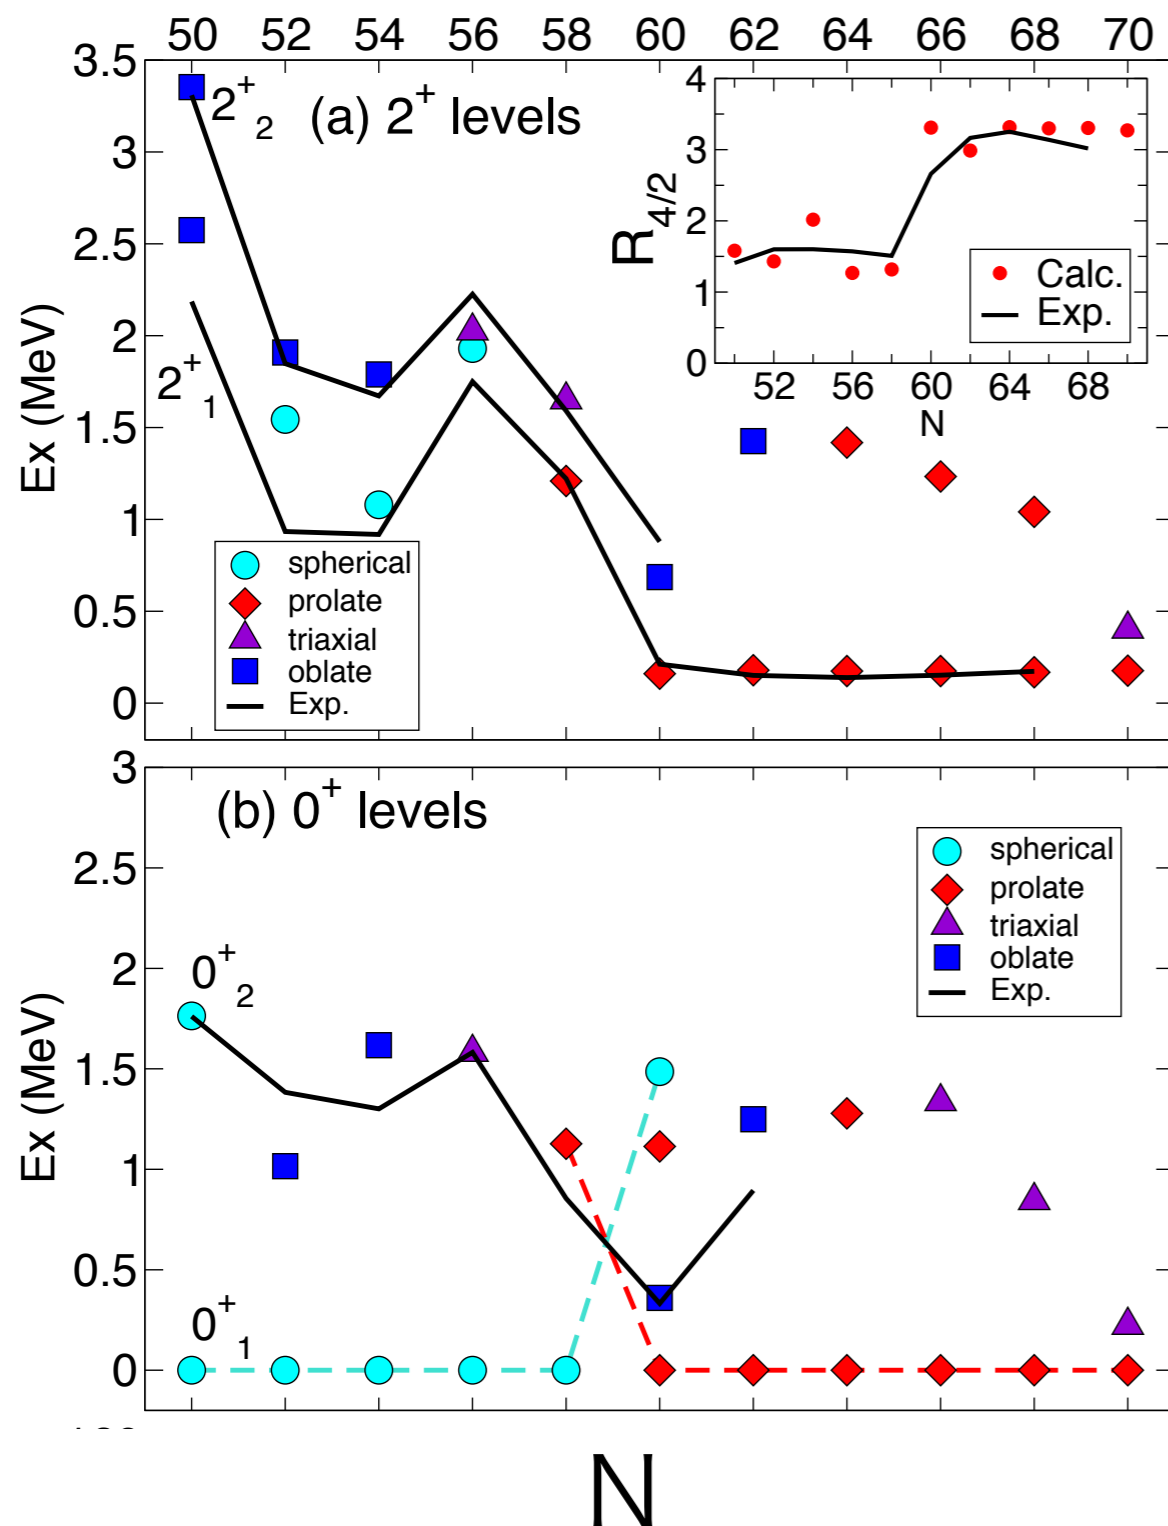 50 52 54 56 58 60 62 64 66 68 70
3.5
3
2.5
2
1.5
1
0.5
0
Ex (MeV)
2+2
(a) 2+ levels
2+1
4
3
2
1
0
R4/2
Calc.
Exp.
52 56 60 64 68
N
spherical
prolate
triaxial
oblate
Exp.
3
2.5
2
1.5
1
0.5
0
Ex (MeV)
(b) 0+ levels
0+2
0+1
spherical
prolate
triaxial
oblate
Exp.
N